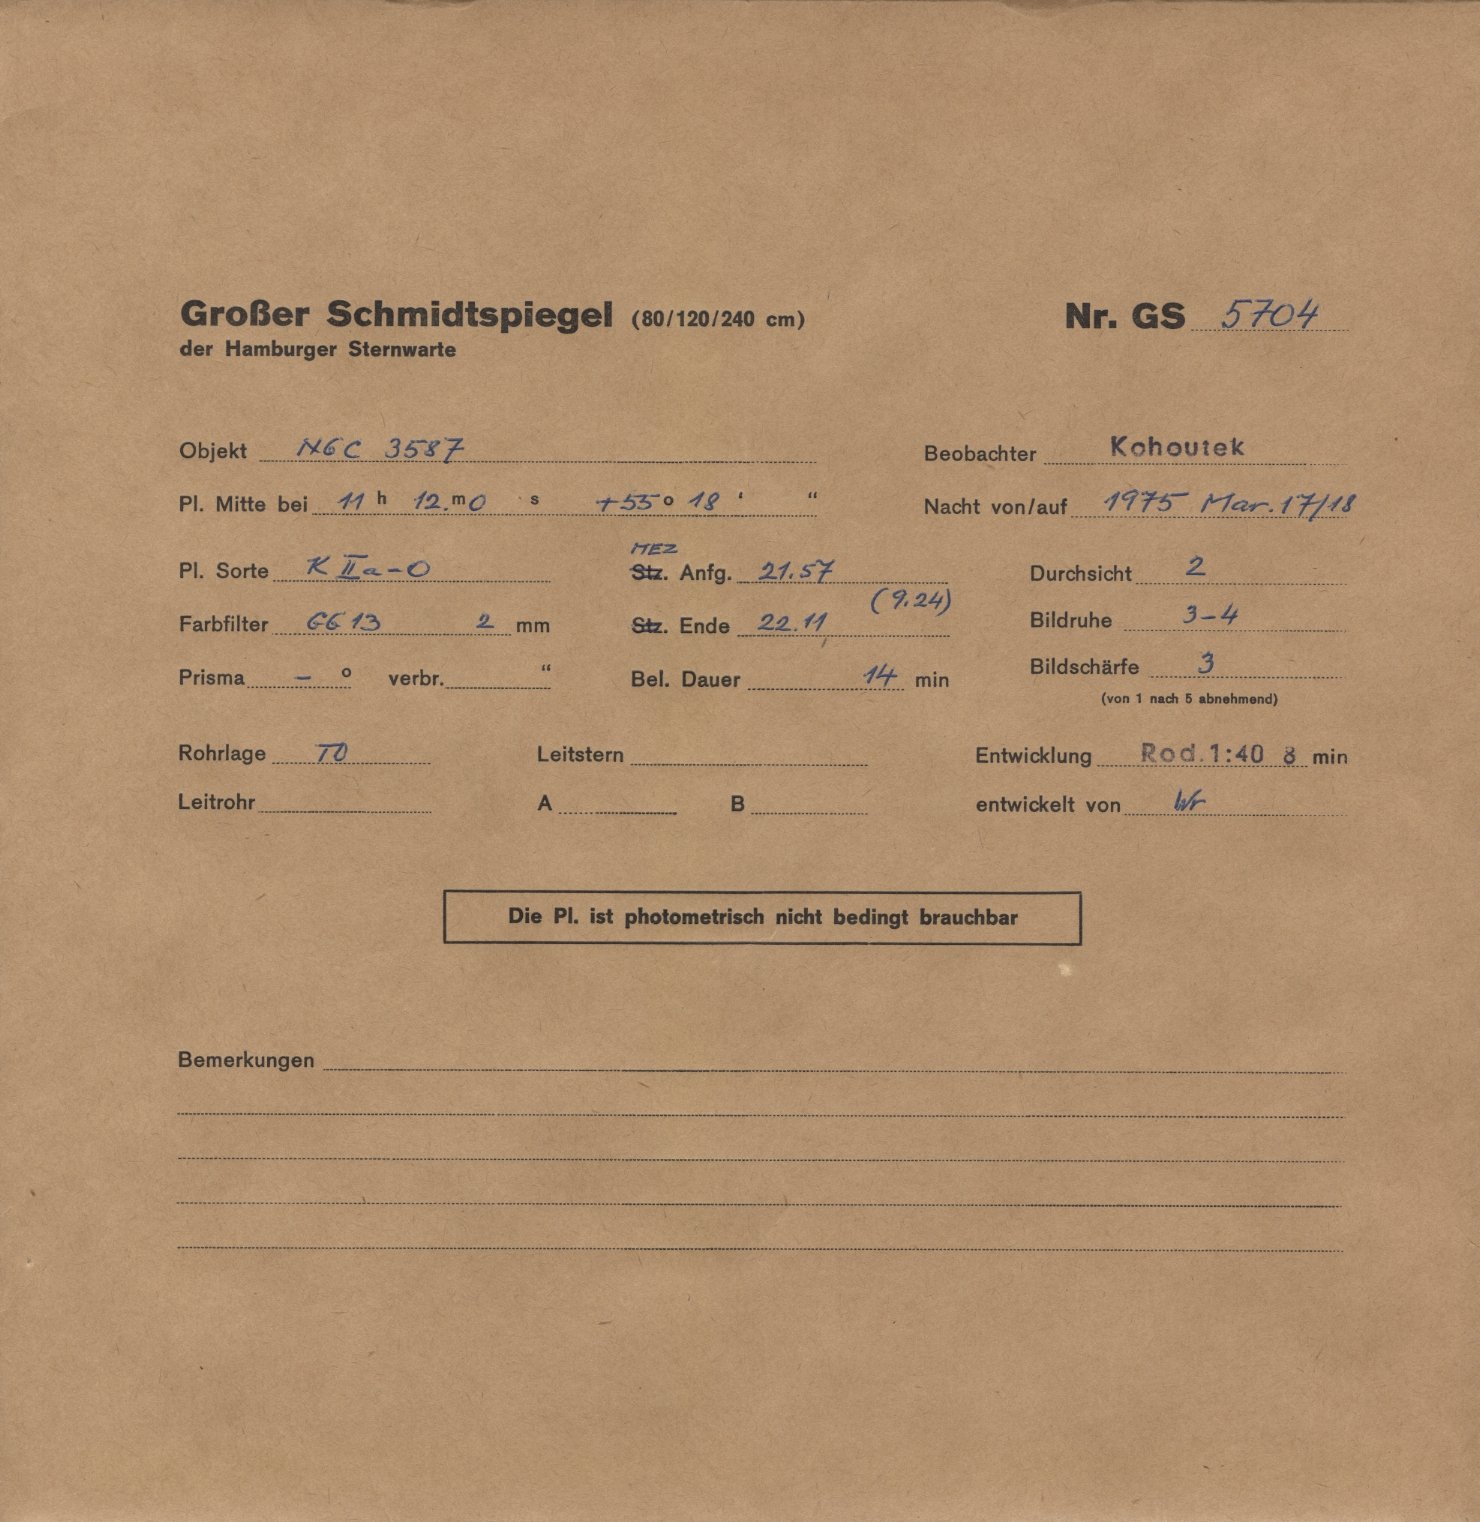 Großer Schmidtspiegel (80/120/240 cm) Nr. GS 5704
der Hamburger Sternwarte
Objekt NGC 3587 Beobachter Kohoutek
Pl. Mitte bei 11 h 12. m 0 s +55 o 18 ‘ “ Nacht von/auf 1975 Mar. 17/18
MEZ
Pl. Sorte K IIa-O Stz. Anfg. 21.57 Durchsicht 2
(9.24)
Farbfilter GG 13 2 mm Stz. Ende 22.11 Bildruhe 3-4
Prisma – o verbr. “ Bel. Dauer 14 min Bildschärfe 3
(von 1 nach 5 abnehmend)
Rohrlage TO Leitstern Entwicklung Rod. 1:40 8 min
Leitrohr A B entwickelt von Wr
Die Pl. ist photometrisch nicht bedingt brauchbar
Bemerkungen